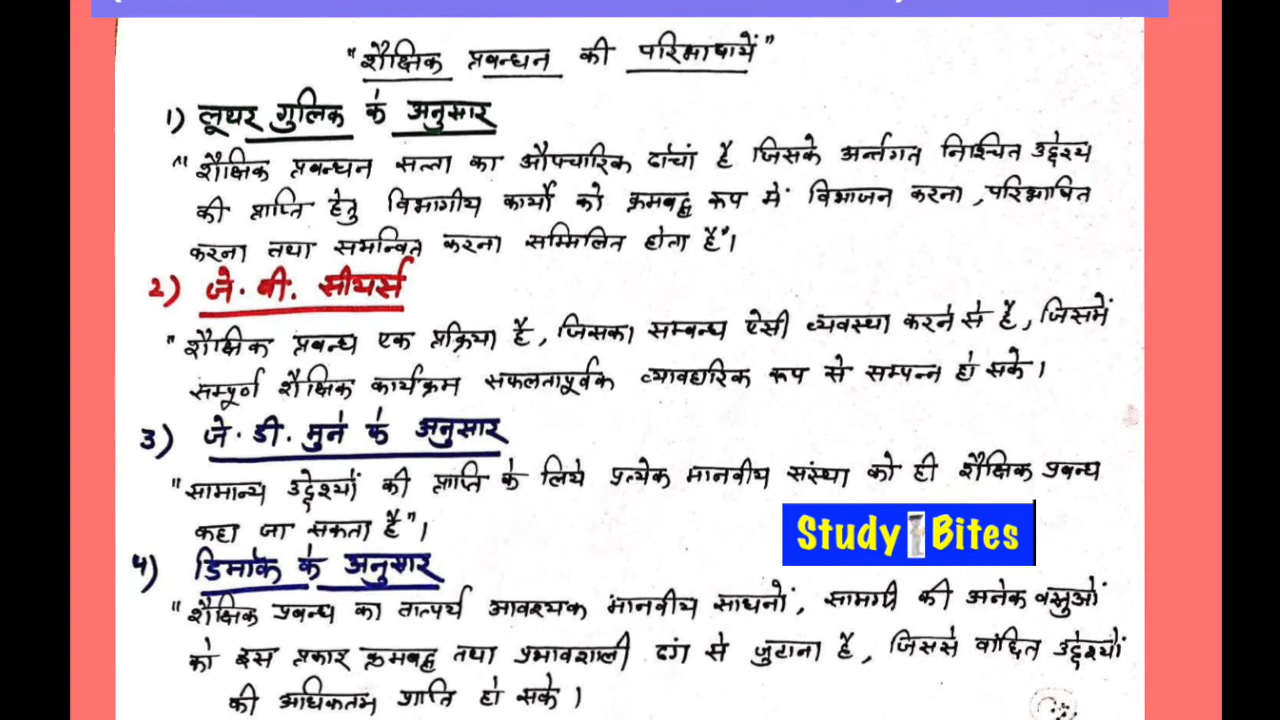 "शैक्षिक प्रबन्धन की परिभाषायें"
1) लूथर गुलिक के अनुसार
"शैक्षिक प्रबन्धन सत्ता का औपचारिक ढांचां है जिसके अर्न्तगत निश्चित उद्देश्य
की प्राप्ति हेतु विभागीय कार्यों को क्रमबद्ध रूप में विभाजन करना, परिभाषित
करना तथा समन्वित करना सम्मिलित होता है"।
2) जे. बी. सीयर्स
"शैक्षिक प्रबन्ध एक प्रक्रिया है, जिसका सम्बन्ध ऐसी व्यवस्था करने से है, जिसमें
सम्पूर्ण शैक्षिक कार्यक्रम सफलतापूर्वक व्यावहारिक रूप से सम्पन्न हो सके।
3) जे. डी. मुने के अनुसार
"सामान्य उद्देश्यों की प्राप्ति के लिये प्रत्येक मानवीय संस्था को ही शैक्षिक प्रबन्ध
कहा जा सकता है"।
Study Bites
4) डिमॉक के अनुसार
"शैक्षिक प्रबन्ध का तात्पर्य आवश्यक मानवीय साधनों, सामग्री की अनेक वस्तुओं
को इस प्रकार क्रमबद्ध तथा प्रभावशाली ढंग से जुटाना है, जिससे वांछित उद्देश्यों
की अधिकतम प्राप्ति हो सके।